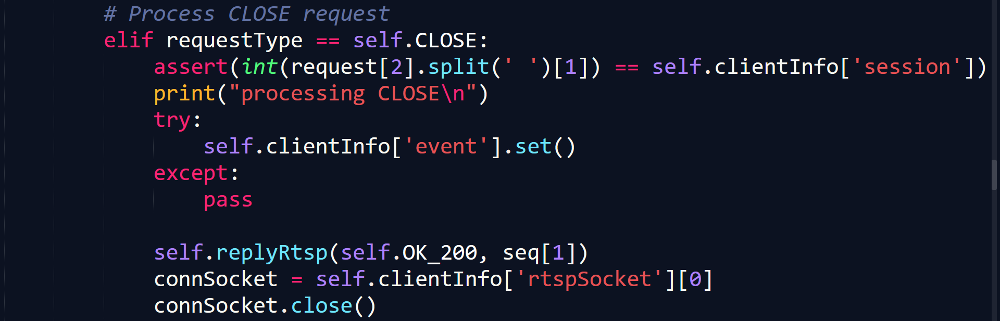 # Process CLOSE request
elif requestType == self.CLOSE:
    assert(int(request[2].split(' ')[1]) == self.clientInfo['session'])
    print("processing CLOSE\n")
    try:
        self.clientInfo['event'].set()
    except:
        pass

    self.replyRtsp(self.OK_200, seq[1])
    connSocket = self.clientInfo['rtspSocket'][0]
    connSocket.close()